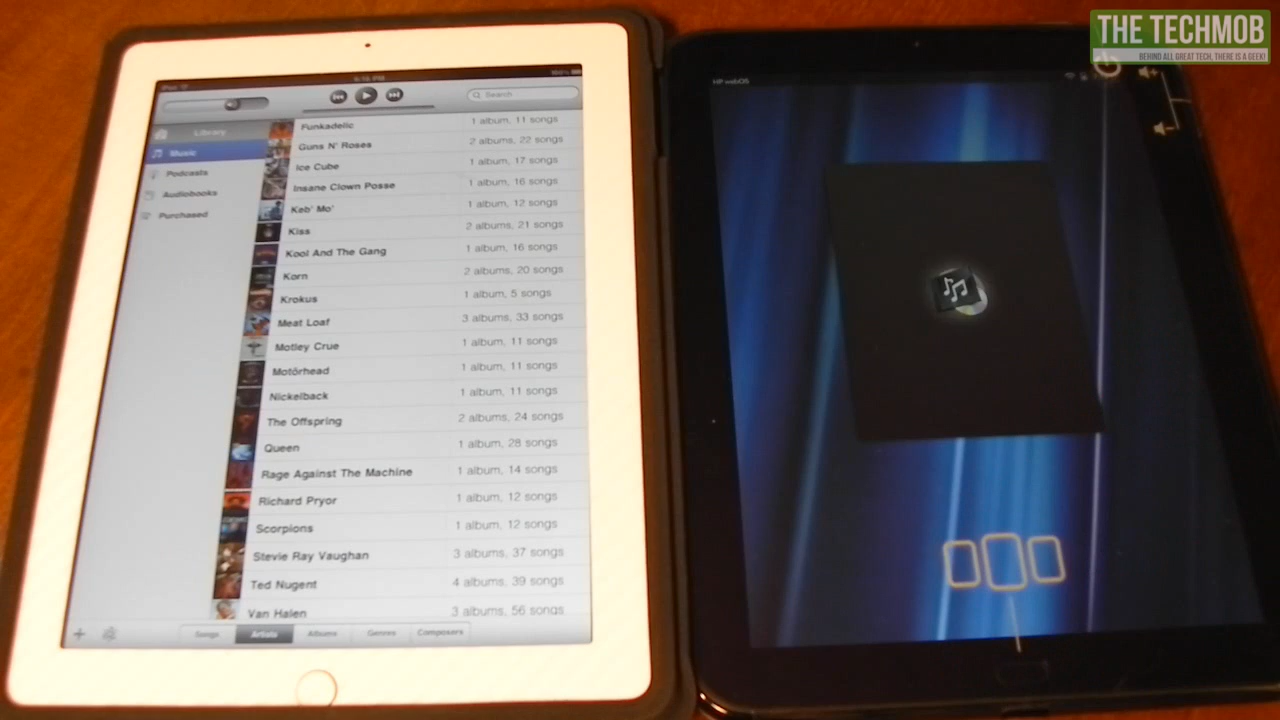 THE TECHMOB
BEHIND ALL GREAT TECH, THERE IS A GEEK!
iPod
100%
HP webOS
Search
Library
Music
Podcasts
Audiobooks
Purchased
Funkadelic 1 album, 11 songs
Guns N' Roses 2 albums, 22 songs
Ice Cube 1 album, 17 songs
Insane Clown Posse 1 album, 16 songs
Keb' Mo' 1 album, 12 songs
Kiss 2 albums, 21 songs
Kool And The Gang 1 album, 16 songs
Korn 2 albums, 20 songs
Krokus 1 album, 5 songs
Meat Loaf 3 albums, 33 songs
Motley Crue 1 album, 11 songs
Motörhead 1 album, 11 songs
Nickelback 1 album, 11 songs
The Offspring 2 albums, 24 songs
Queen 1 album, 28 songs
Rage Against The Machine 1 album, 14 songs
Richard Pryor 1 album, 12 songs
Scorpions 1 album, 12 songs
Stevie Ray Vaughan 3 albums, 37 songs
Ted Nugent 4 albums, 39 songs
Van Halen 3 albums, 56 songs
Songs Artists Albums Genres Composers